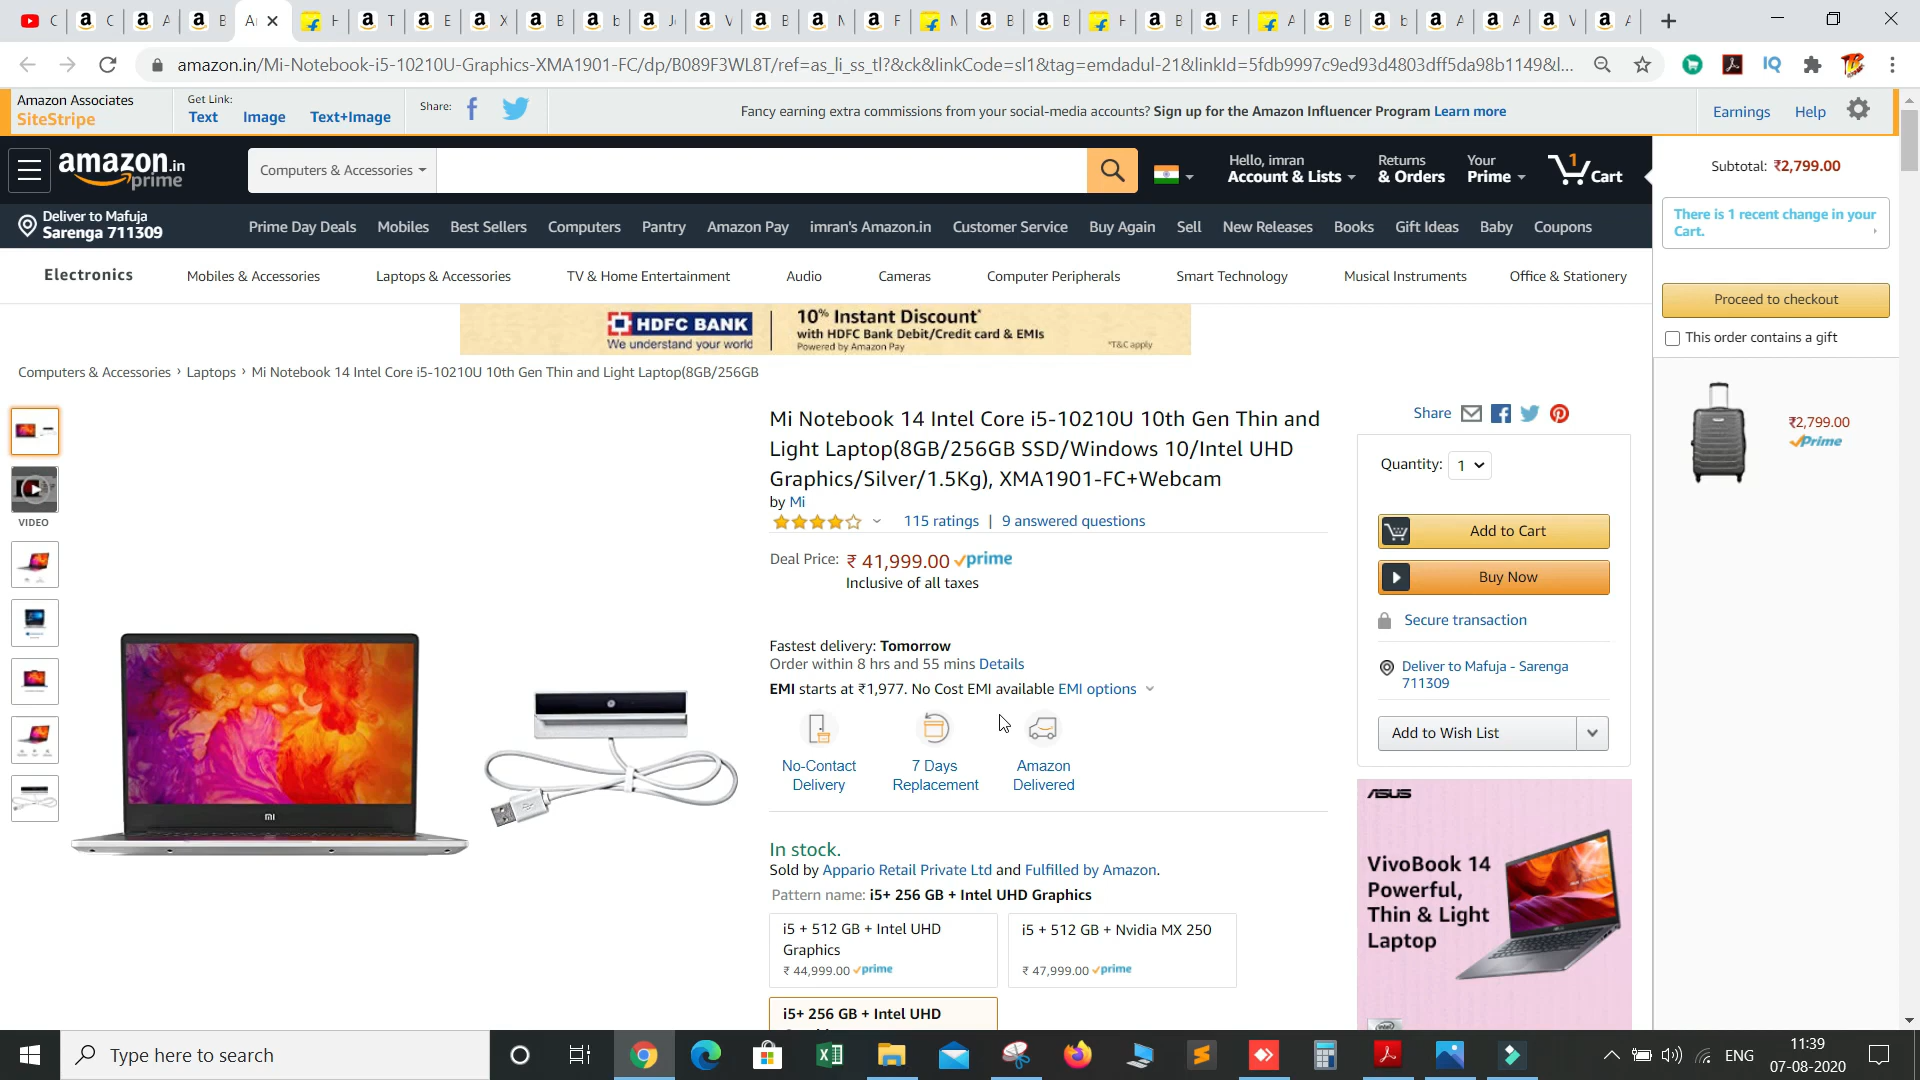 amazon.in/Mi-Notebook-i5-10210U-Graphics-XMA1901-FC/dp/B089F3WL8T/ref=as_li_ss_tl?&ck&linkCode=sl1&tag=emdadul-21&linkId=5fdb9997c9ed93d4803dff5da98b1149&l...
Amazon Associates
SiteStripe
Get Link:
Text Image Text+Image
Share:
Fancy earning extra commissions from your social-media accounts? Sign up for the Amazon Influencer Program Learn more
Earnings Help
amazon.in
prime
Computers & Accessories
Hello, imran
Account & Lists
Returns
& Orders
Your
Prime
1
Cart
Subtotal: ₹2,799.00
There is 1 recent change in your
Cart.
Proceed to checkout
This order contains a gift
₹2,799.00
Prime
Deliver to Mafuja
Sarenga 711309
Prime Day Deals Mobiles Best Sellers Computers Pantry Amazon Pay imran's Amazon.in Customer Service Buy Again Sell New Releases Books Gift Ideas Baby Coupons
Electronics Mobiles & Accessories Laptops & Accessories TV & Home Entertainment Audio Cameras Computer Peripherals Smart Technology Musical Instruments Office & Stationery
HDFC BANK
We understand your world
10% Instant Discount*
with HDFC Bank Debit/Credit card & EMIs
Powered by Amazon Pay
*T&C apply
Computers & Accessories › Laptops › Mi Notebook 14 Intel Core i5-10210U 10th Gen Thin and Light Laptop(8GB/256GB
VIDEO
mi
Mi Notebook 14 Intel Core i5-10210U 10th Gen Thin and
Light Laptop(8GB/256GB SSD/Windows 10/Intel UHD
Graphics/Silver/1.5Kg), XMA1901-FC+Webcam
by Mi
115 ratings | 9 answered questions
Deal Price: ₹ 41,999.00 prime
Inclusive of all taxes
Fastest delivery: Tomorrow
Order within 8 hrs and 55 mins Details
EMI starts at ₹1,977. No Cost EMI available EMI options
No-Contact
Delivery
7 Days
Replacement
Amazon
Delivered
In stock.
Sold by Appario Retail Private Ltd and Fulfilled by Amazon.
Pattern name: i5+ 256 GB + Intel UHD Graphics
i5 + 512 GB + Intel UHD
Graphics
₹ 44,999.00 prime
i5 + 512 GB + Nvidia MX 250
₹ 47,999.00 prime
i5+ 256 GB + Intel UHD
Share
Quantity: 1
Add to Cart
Buy Now
Secure transaction
Deliver to Mafuja - Sarenga
711309
Add to Wish List
ASUS
VivoBook 14
Powerful,
Thin & Light
Laptop
Type here to search
ENG
11:39
07-08-2020